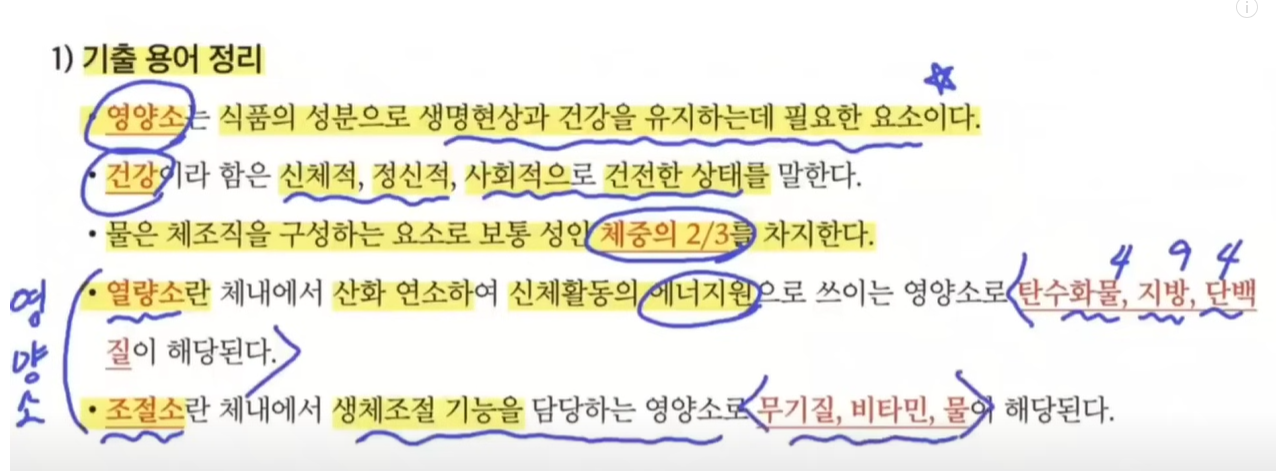 1) 기출 용어 정리
☆
• 영양소는 식품의 성분으로 생명현상과 건강을 유지하는데 필요한 요소이다.
• 건강이라 함은 신체적, 정신적, 사회적으로 건전한 상태를 말한다.
• 물은 체조직을 구성하는 요소로 보통 성인 체중의 2/3를 차지한다.
4 9 4
• 열량소란 체내에서 산화 연소하여 신체활동의 에너지원으로 쓰이는 영양소로 탄수화물, 지방, 단백
질이 해당된다.
• 조절소란 체내에서 생체조절 기능을 담당하는 영양소로 무기질, 비타민, 물이 해당된다.
영
양
소